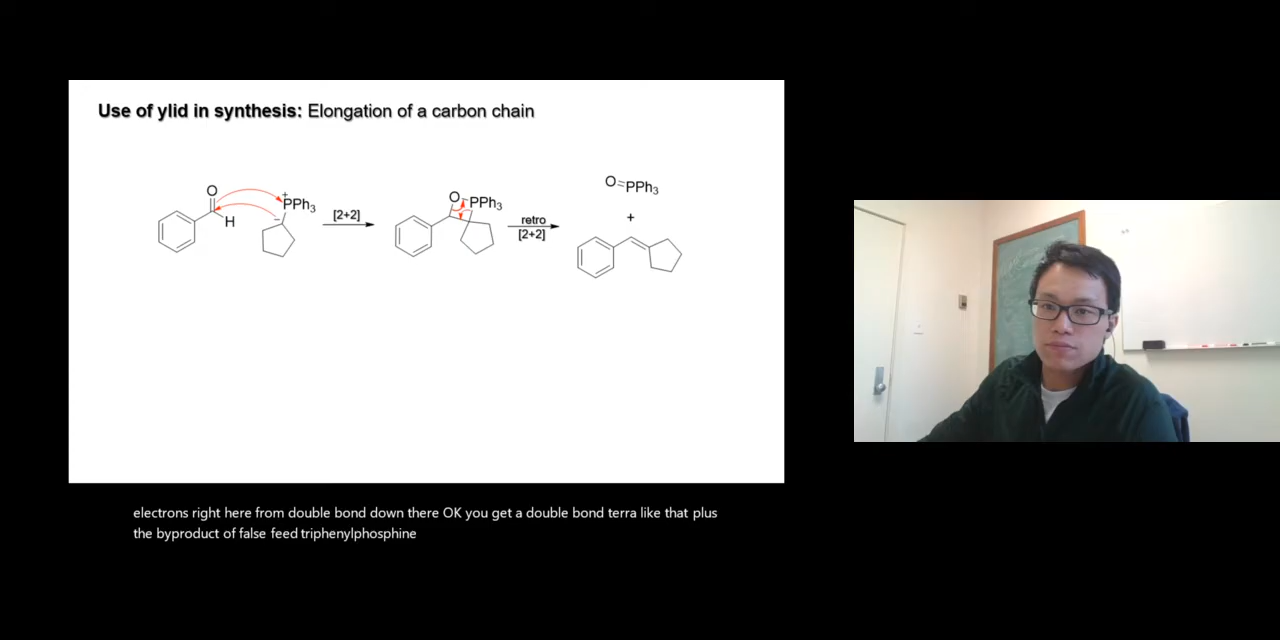 Use of ylid in synthesis: Elongation of a carbon chain
O
H
+
PPh3
-
[2+2]
O
PPh3
retro
[2+2]
O=PPh3
+
electrons right here from double bond down there OK you get a double bond terra like that plus
the byproduct of false feed triphenylphosphine